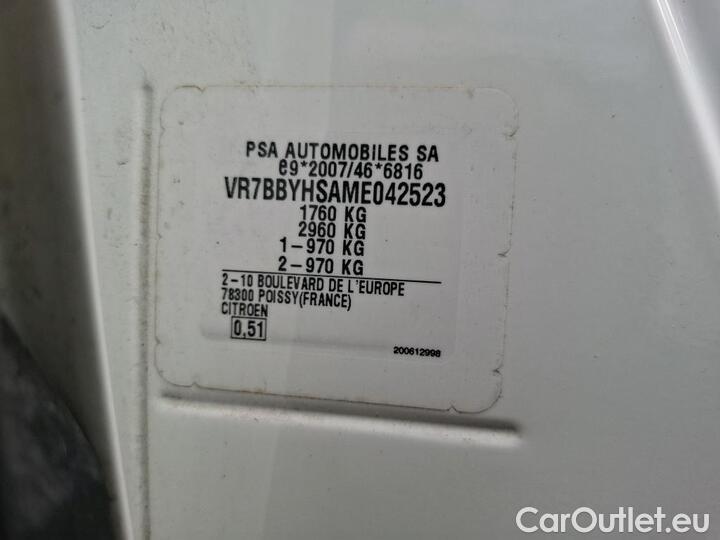 PSA AUTOMOBILES SA
e9*2007/46*6816
VR7BBYHSAME042523
1760 KG
2960 KG
1-970 KG
2-970 KG
2-10 BOULEVARD DE L'EUROPE
78300 POISSY(FRANCE)
CITROEN
0,51
200612998
CarOutlet.eu